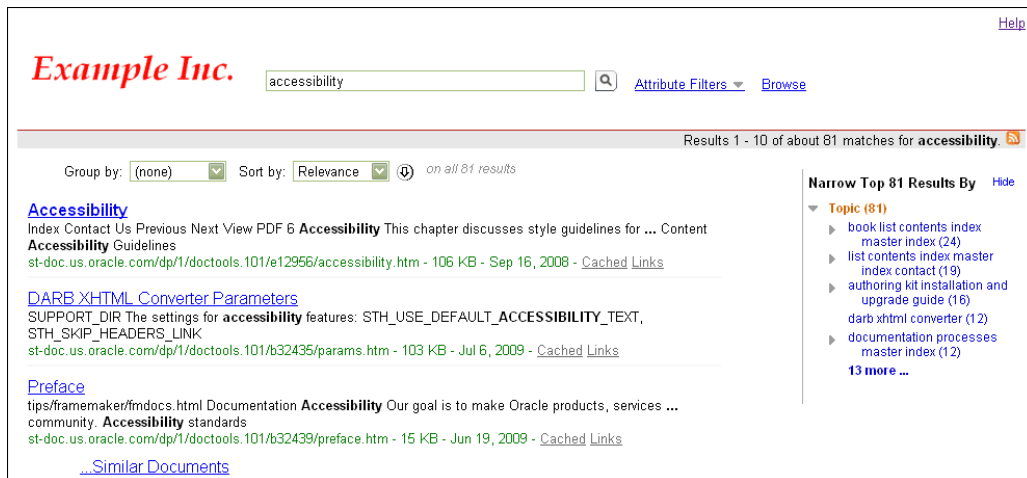 Help
Example Inc.
accessibility
Attribute Filters
Browse
Results 1 - 10 of about 81 matches for accessibility.
Group by: (none) Sort by: Relevance on all 81 results
Accessibility
Index Contact Us Previous Next View PDF 6 Accessibility This chapter discusses style guidelines for ... Content
Accessibility Guidelines
st-doc.us.oracle.com/dp/1/doctools.101/e12956/accessibility.htm - 106 KB - Sep 16, 2008 - Cached Links
DARB XHTML Converter Parameters
SUPPORT_DIR The settings for accessibility features: STH_USE_DEFAULT_ACCESSIBILITY_TEXT,
STH_SKIP_HEADERS_LINK
st-doc.us.oracle.com/dp/1/doctools.101/b32435/params.htm - 103 KB - Jul 6, 2009 - Cached Links
Preface
tips/framemaker/fmdocs.html Documentation Accessibility Our goal is to make Oracle products, services ...
community. Accessibility standards
st-doc.us.oracle.com/dp/1/doctools.101/b32439/preface.htm - 15 KB - Jun 19, 2009 - Cached Links
...Similar Documents
Narrow Top 81 Results By Hide
Topic (81)
book list contents index
master index (24)
list contents index master
index contact (19)
authoring kit installation and
upgrade guide (16)
darb xhtml converter (12)
documentation processes
master index (12)
13 more ...